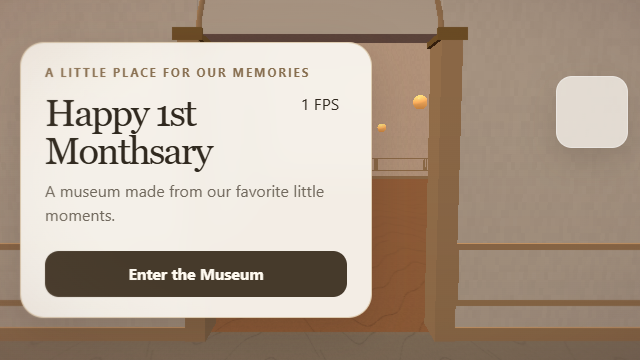 A LITTLE PLACE FOR OUR MEMORIES
Happy 1st
Monthsary
1 FPS
A museum made from our favorite little
moments.
Enter the Museum